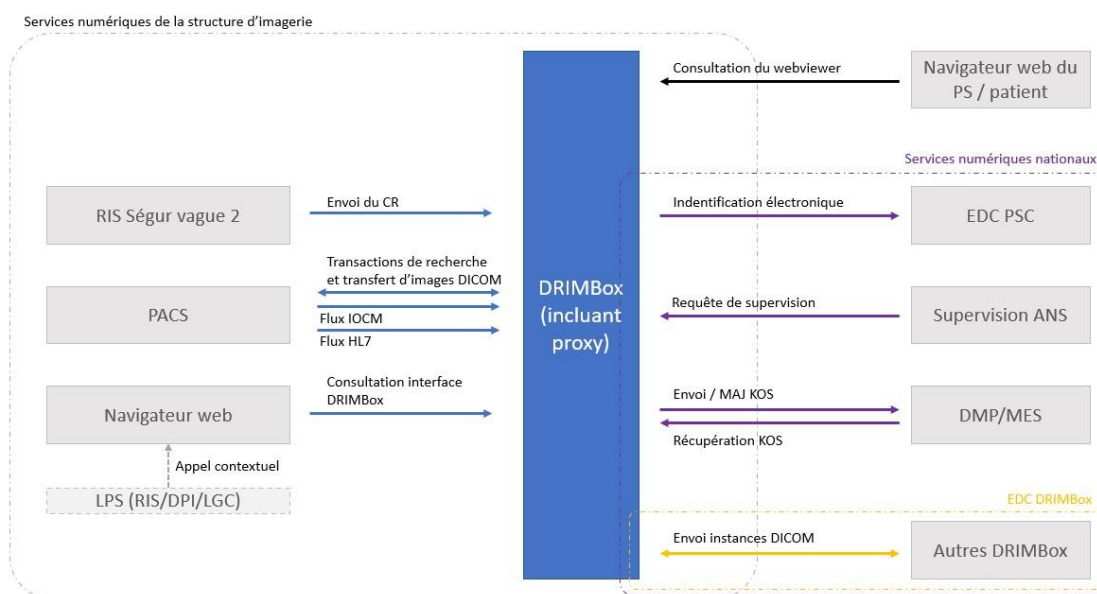 Services numériques de la structure d'imagerie
Consultation du webviewer
Navigateur web du
PS / patient
Services numériques nationaux
RIS Ségur vague 2
Envoi du CR
Indentification électronique
EDC PSC
Transactions de recherche
et transfert d'images DICOM
PACS
Flux IOCM
Flux HL7
DRIMBox
(incluant
proxy)
Requête de supervision
Supervision ANS
Navigateur web
Consultation interface
DRIMBox
Envoi / MAJ KOS
Récupération KOS
DMP/MES
Appel contextuel
LPS (RIS/DPI/LGC)
EDC DRIMBox
Envoi instances DICOM
Autres DRIMBox